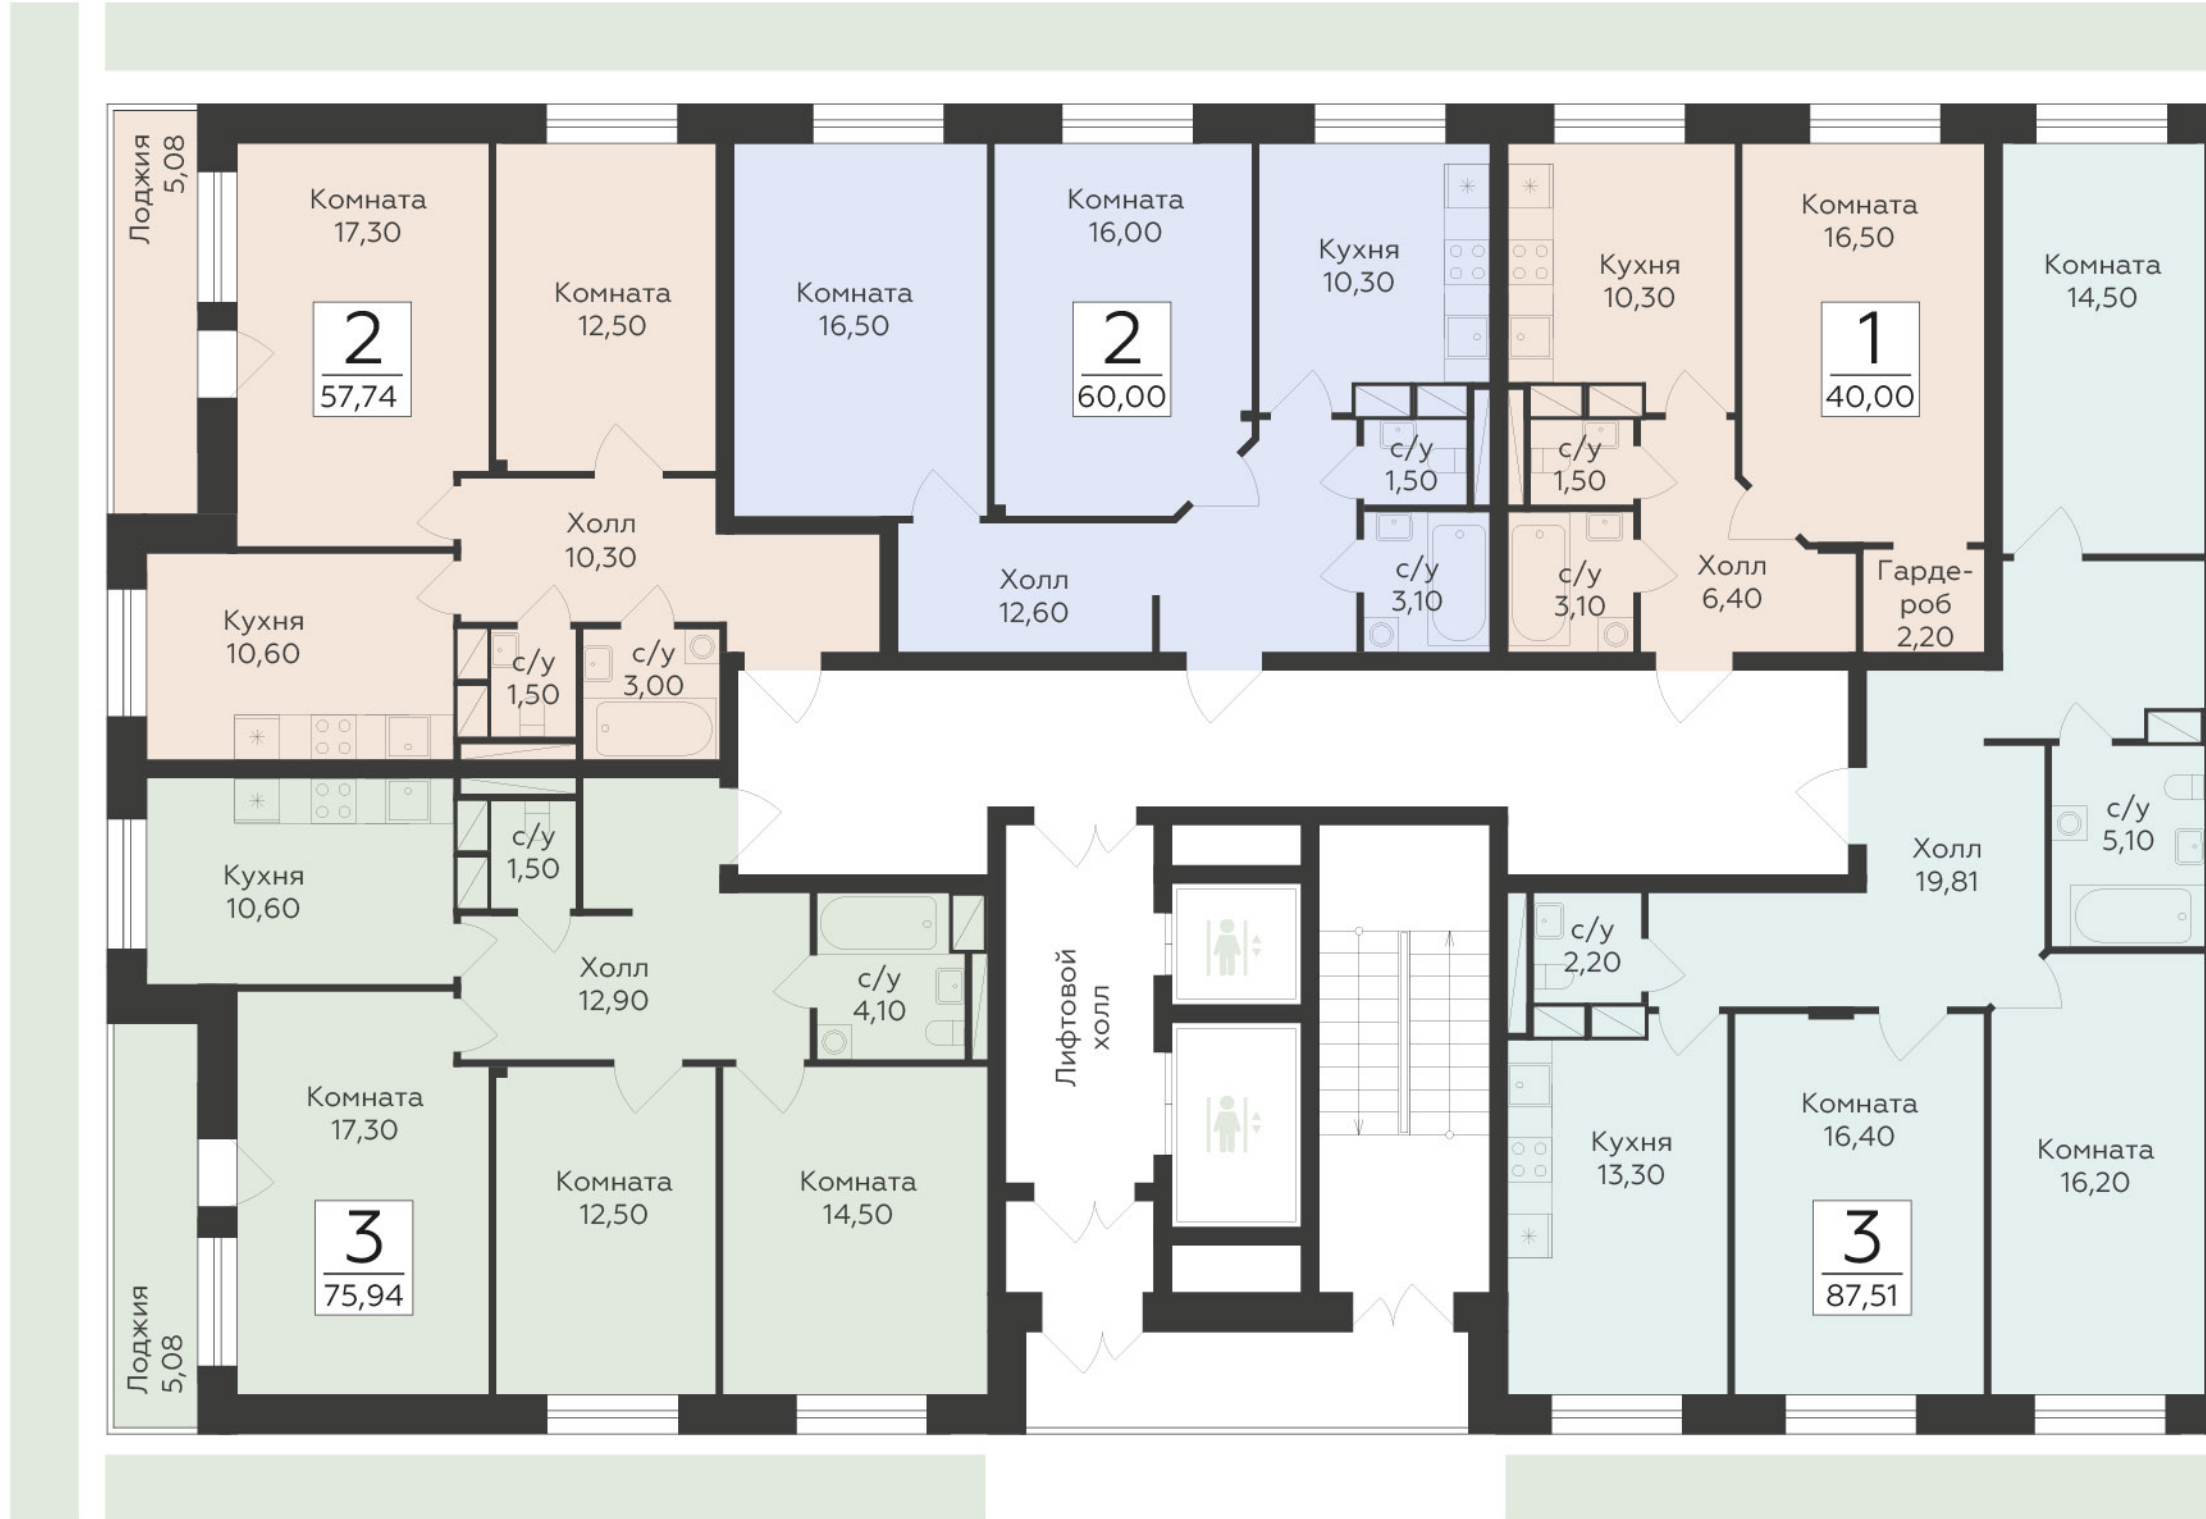 Лоджия
5,08
Комната
17,30
2
57,74
Комната
12,50
Холл
10,30
Кухня
10,60
с/у
1,50
с/у
3,00
Комната
16,50
Комната
16,00
2
60,00
Кухня
10,30
с/у
1,50
с/у
3,10
Холл
12,60
Кухня
10,30
Комната
16,50
1
40,00
с/у
1,50
с/у
3,10
Холл
6,40
Гарде-
роб
2,20
Комната
14,50
с/у
5,10
Холл
19,81
с/у
2,20
Кухня
13,30
Комната
16,40
3
87,51
Комната
16,20
Кухня
10,60
с/у
1,50
Холл
12,90
с/у
4,10
Комната
17,30
3
75,94
Комната
12,50
Комната
14,50
Лоджия
5,08
Лифтовой
холл